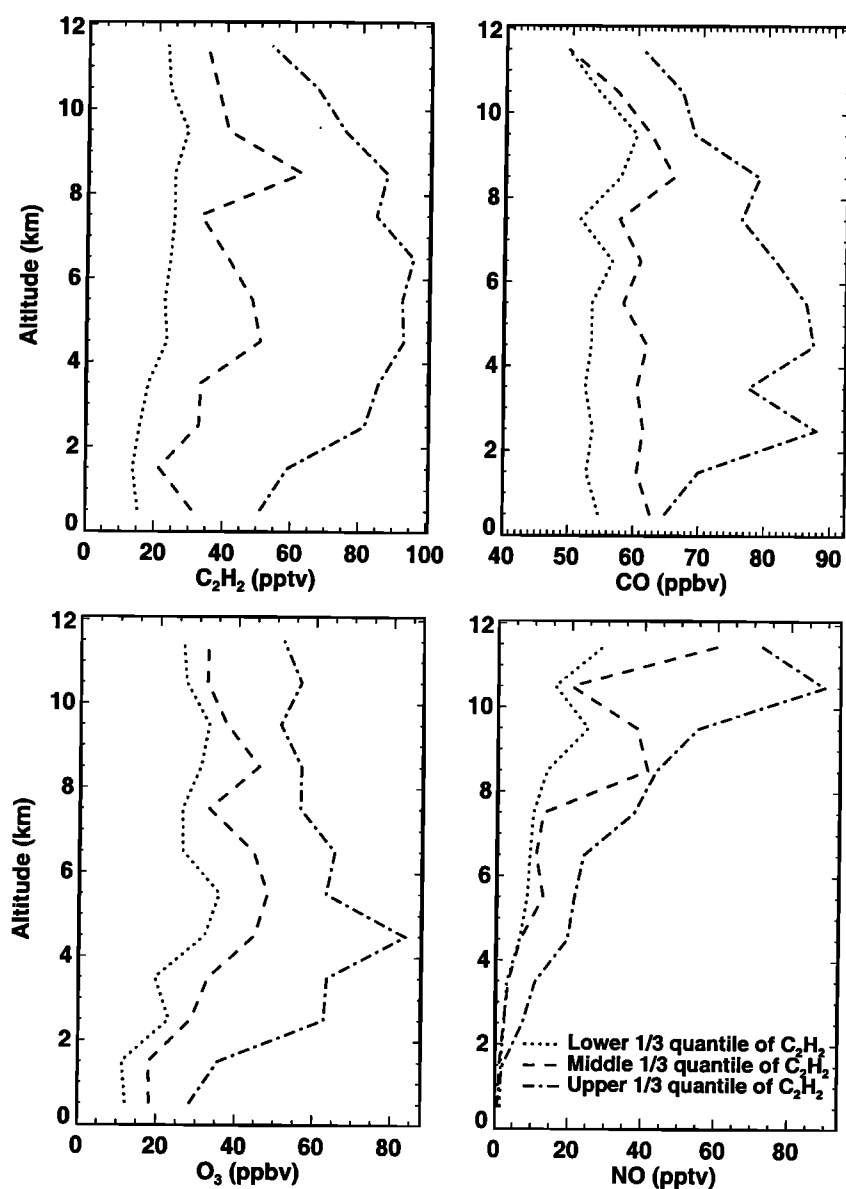 12
10
8
6
4
2
0
Altitude (km)
0 20 40 60 80 100
C₂H₂ (pptv)
12
10
8
6
4
2
0
40 50 60 70 80 90
CO (ppbv)
12
10
8
6
4
2
0
Altitude (km)
0 20 40 60 80
O₃ (ppbv)
12
10
8
6
4
2
0
Lower 1/3 quantile of C₂H₂
Middle 1/3 quantile of C₂H₂
Upper 1/3 quantile of C₂H₂
0 20 40 60 80
NO (pptv)